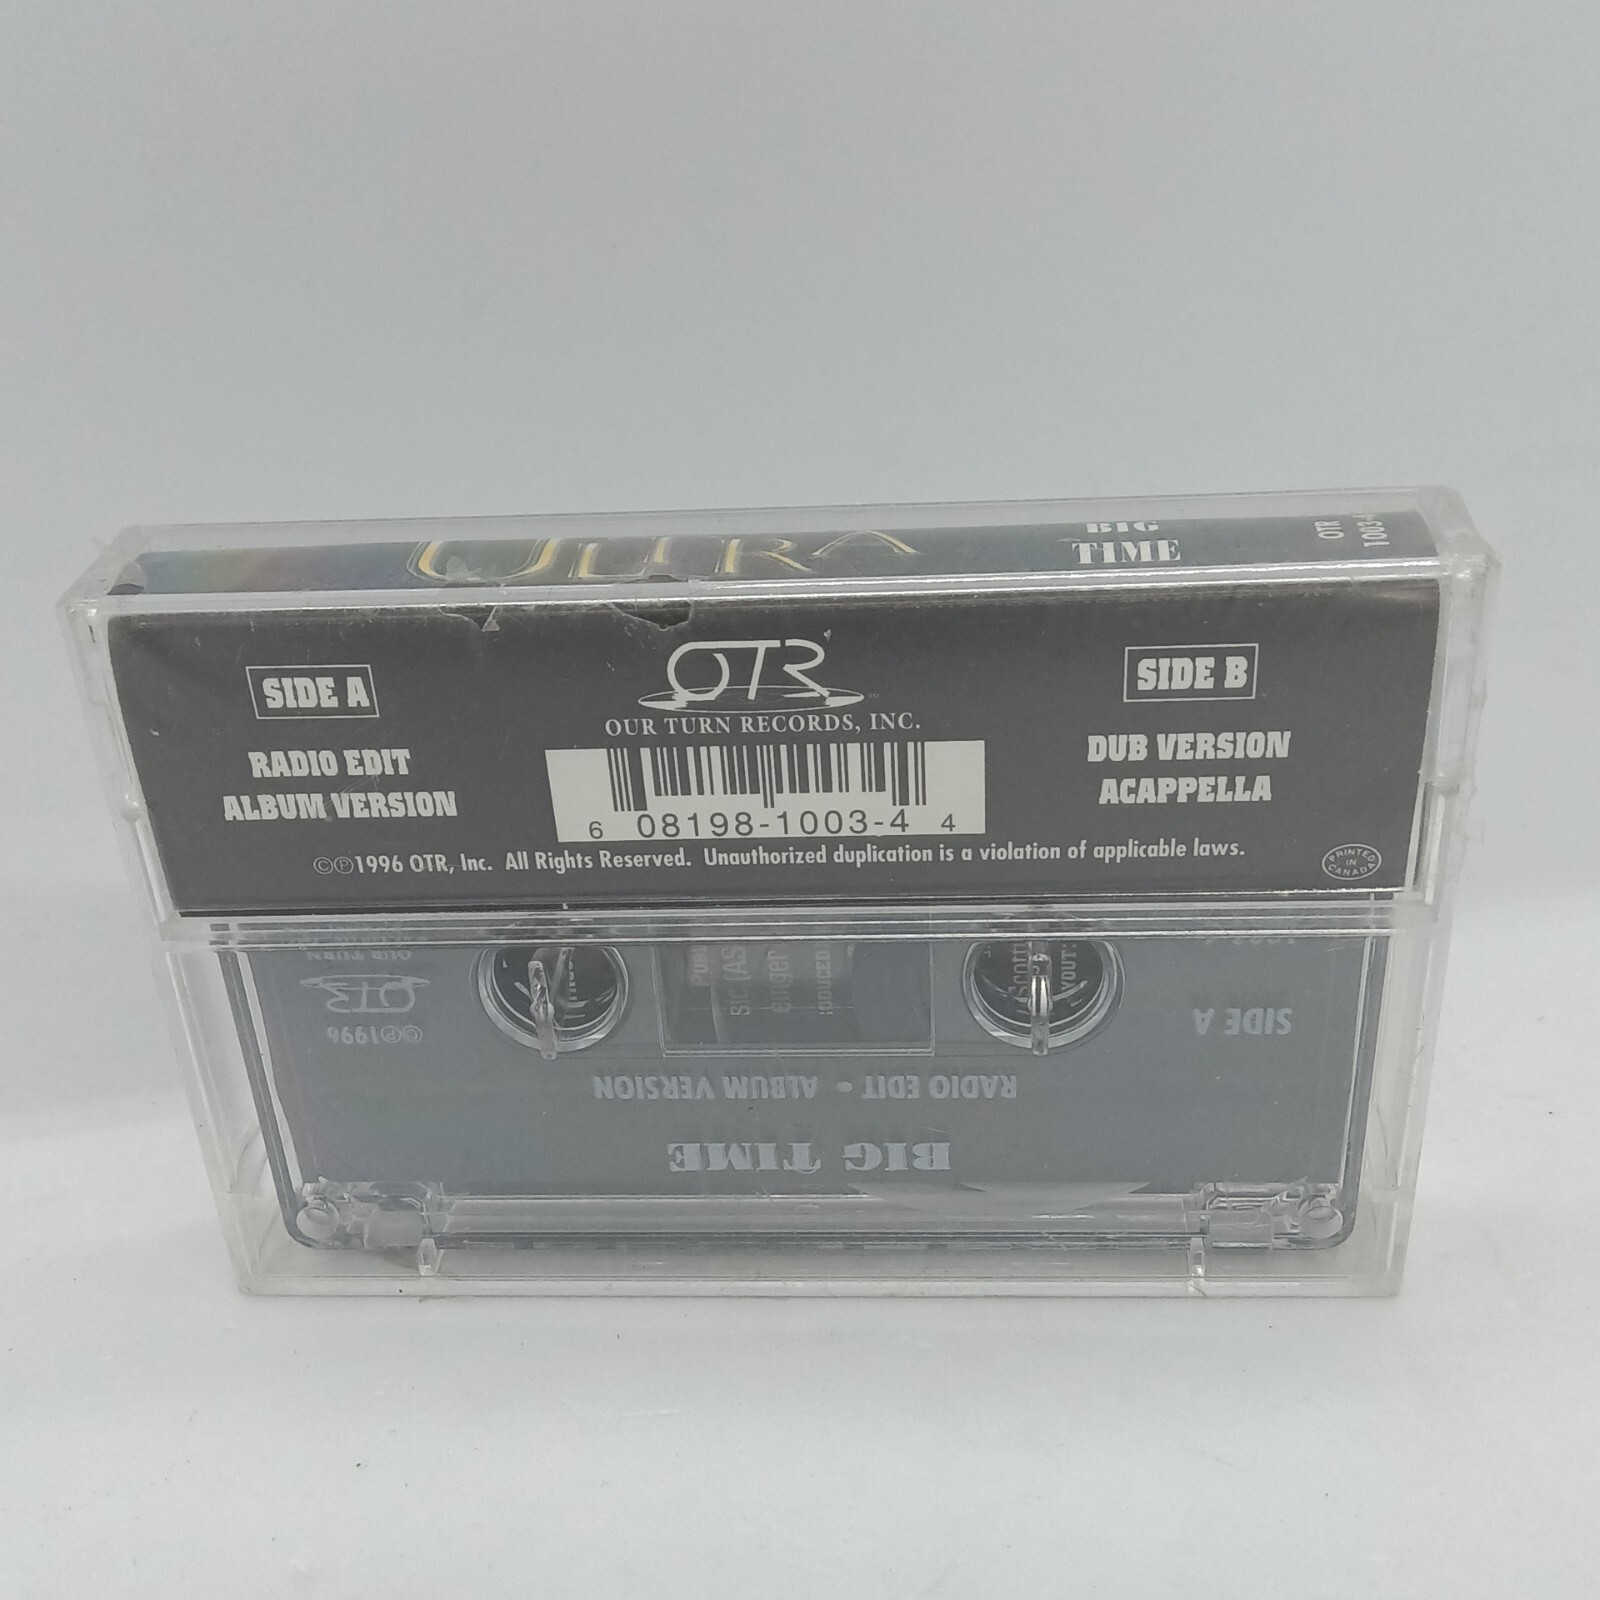 ULTRA
BIG
TIME
OTR
1003-4
SIDE A
RADIO EDIT
ALBUM VERSION
OTR
OUR TURN RECORDS, INC.
6 08198-1003-4 4
SIDE B
DUB VERSION
ACAPPELLA
©℗1996 OTR, Inc. All Rights Reserved. Unauthorized duplication is a violation of applicable laws.
PRINTED
IN
CANADA
OUR TURN
OTR
©℗1996
SIDE A
RADIO EDIT • ALBUM VERSION
BIG TIME